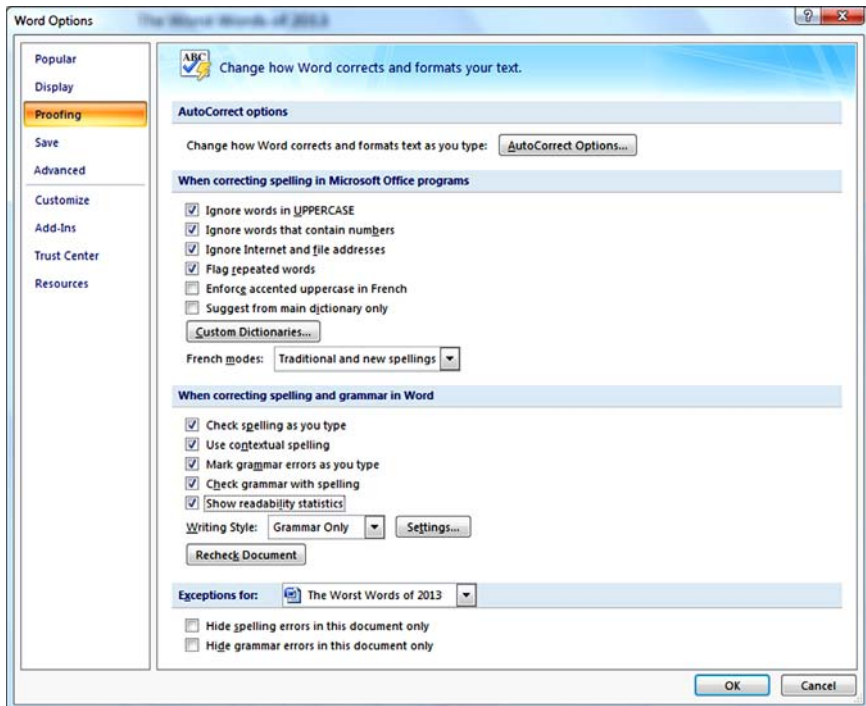 Word Options The Worst Words of 2013
Popular
Display
Proofing
Save
Advanced
Customize
Add-Ins
Trust Center
Resources
ABC Change how Word corrects and formats your text.
AutoCorrect options
Change how Word corrects and formats text as you type: AutoCorrect Options...
When correcting spelling in Microsoft Office programs
Ignore words in UPPERCASE
Ignore words that contain numbers
Ignore Internet and file addresses
Flag repeated words
Enforce accented uppercase in French
Suggest from main dictionary only
Custom Dictionaries...
French modes: Traditional and new spellings
When correcting spelling and grammar in Word
Check spelling as you type
Use contextual spelling
Mark grammar errors as you type
Check grammar with spelling
Show readability statistics
Writing Style: Grammar Only Settings...
Recheck Document
Exceptions for: The Worst Words of 2013
Hide spelling errors in this document only
Hide grammar errors in this document only
OK Cancel